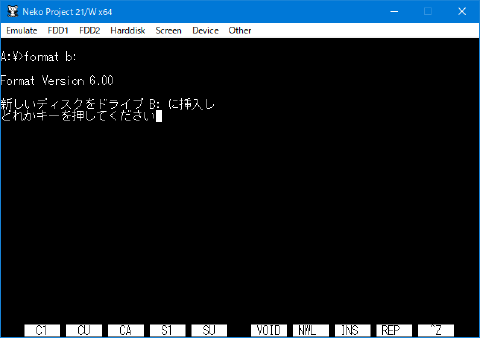 Neko Project 21/W x64
Emulate FDD1 FDD2 Harddisk Screen Device Other
A:¥>format b:
Format Version 6.00
新しいディスクをドライブ B: に挿入し
どれかキーを押してください
C1 CU CA S1 SU VOID NWL INS REP ^Z